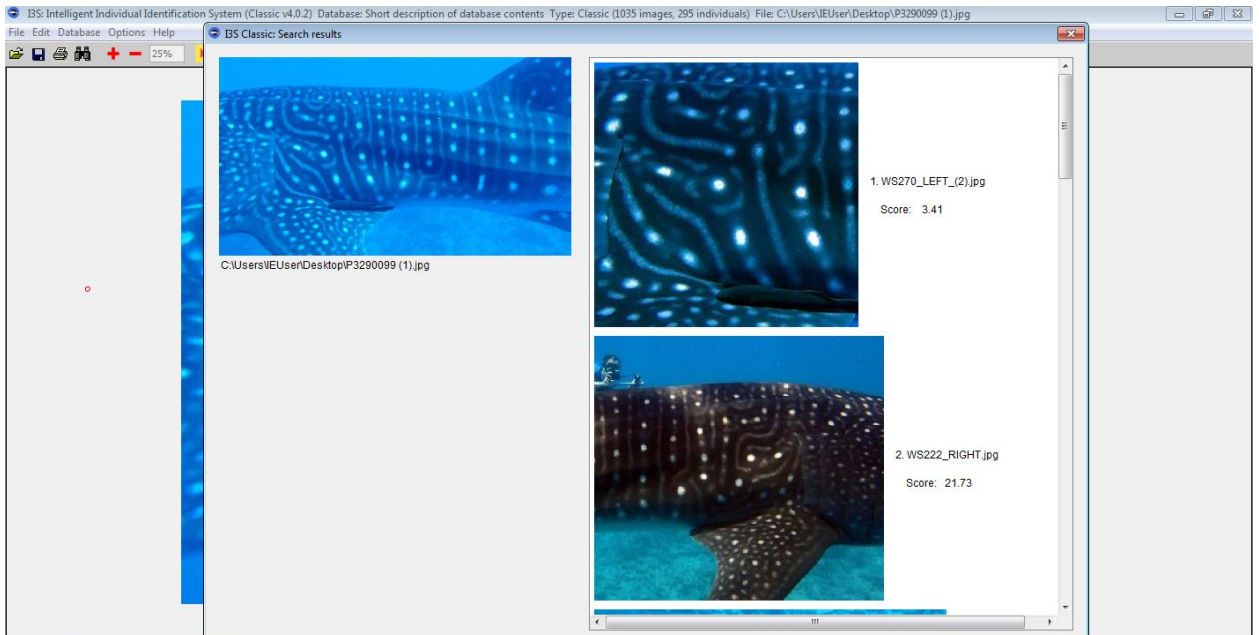 I3S: Intelligent Individual Identification System (Classic v4.0.2)  Database: Short description of database contents  Type: Classic (1035 images, 295 individuals)  File: C:\Users\IEUser\Desktop\P3290099 (1).jpg
File Edit Database Options Help
25%
I3S Classic: Search results
C:\Users\IEUser\Desktop\P3290099 (1).jpg
1. WS270_LEFT_(2).jpg
Score: 3.41
2. WS222_RIGHT.jpg
Score: 21.73